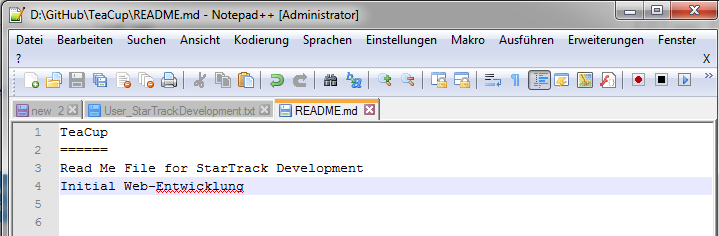 D:\GitHub\TeaCup\README.md - Notepad++ [Administrator]
Datei Bearbeiten Suchen Ansicht Kodierung Sprachen Einstellungen Makro Ausführen Erweiterungen Fenster
? X
new 2 User_StarTrackDevelopment.txt README.md
1 TeaCup
2 ======
3 Read Me File for StarTrack Development
4 Initial Web-Entwicklung
5
6